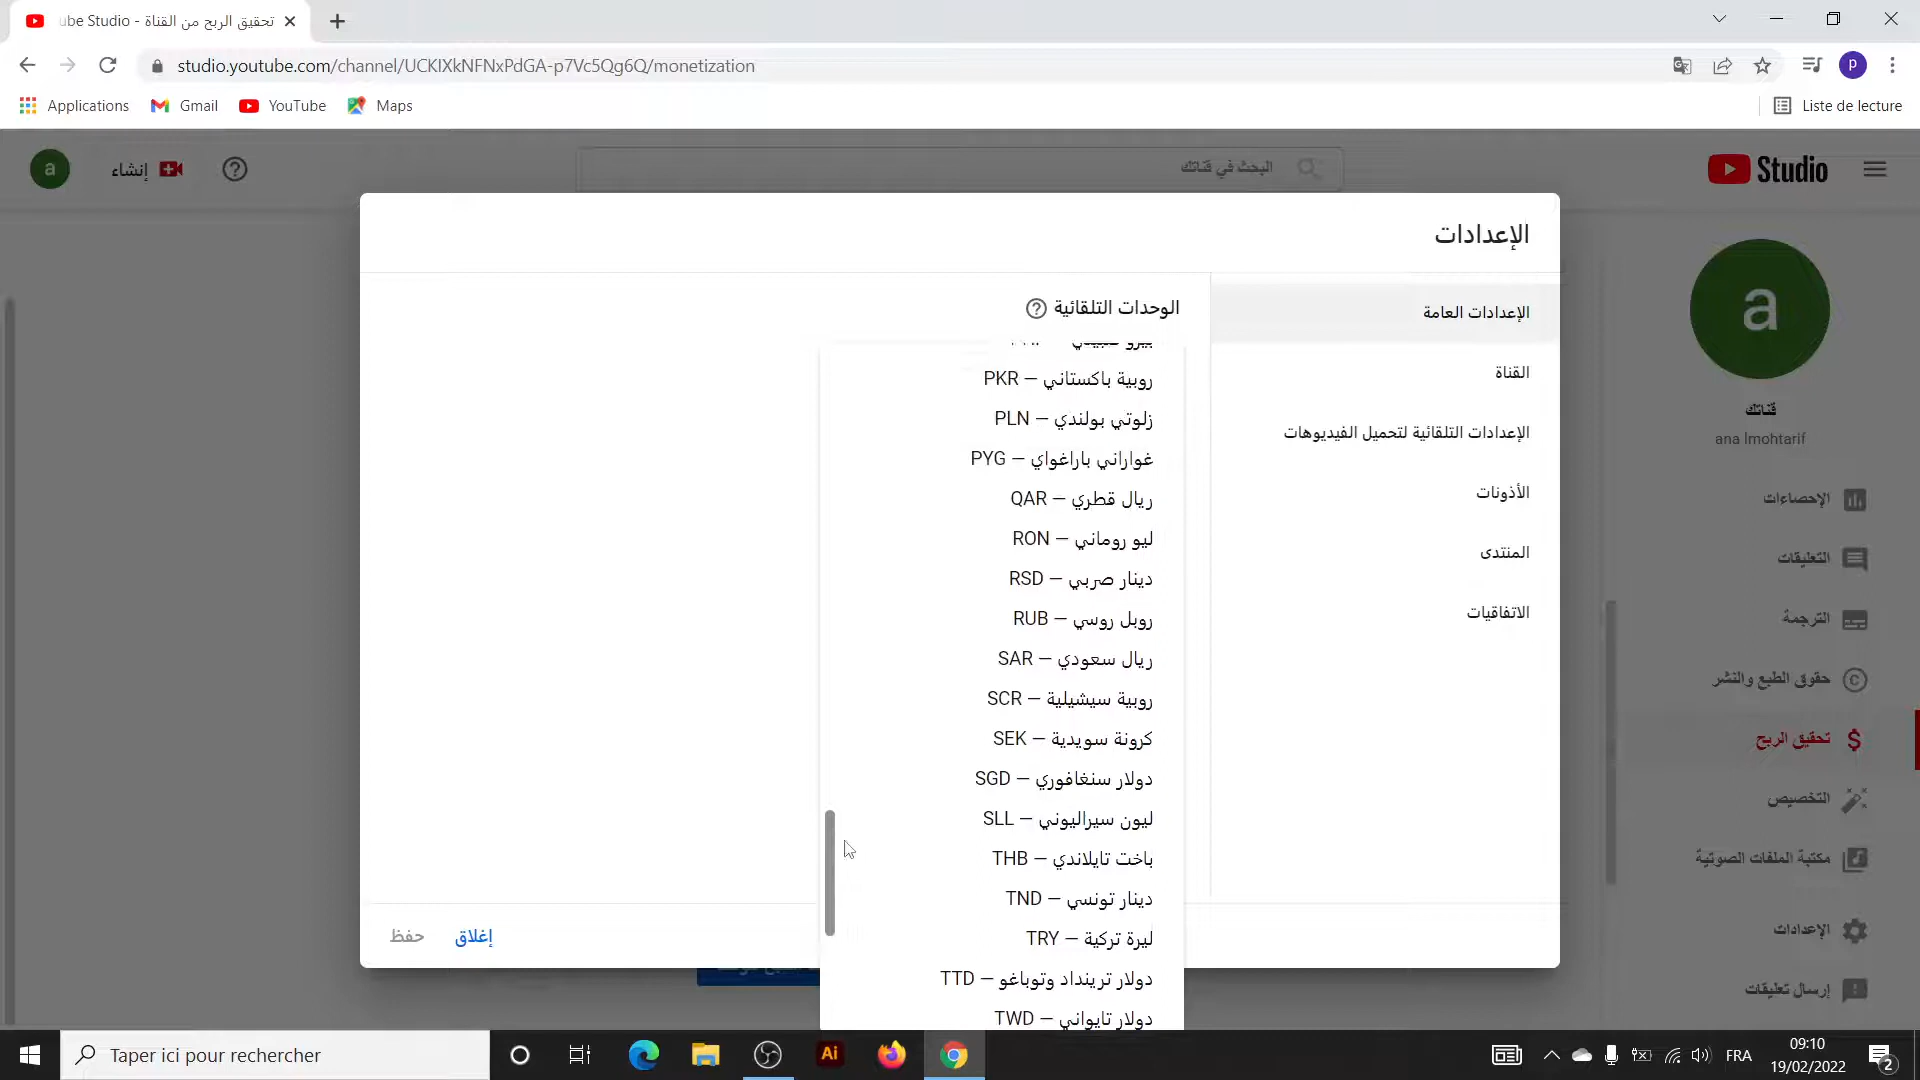 ube Studio - تحقيق الربح من القناة
studio.youtube.com/channel/UCKIXkNFNxPdGA-p7Vc5Qg6Q/monetization
P
Applications
Gmail
YouTube
Maps
Liste de lecture
a
إنشاء
البحث في قناتك
Studio
الإعدادات
الوحدات التلقائية
الإعدادات العامة
القناة
الإعدادات التلقائية لتحميل الفيديوهات
الأذونات
المنتدى
الاتفاقيات
روبية باكستاني — PKR
زلوتي بولندي — PLN
غواراني باراغواي — PYG
ريال قطري — QAR
ليو روماني — RON
دينار صربي — RSD
روبل روسي — RUB
ريال سعودي — SAR
روبية سيشيلية — SCR
كرونة سويدية — SEK
دولار سنغافوري — SGD
ليون سيراليوني — SLL
باخت تايلاندي — THB
دينار تونسي — TND
ليرة تركية — TRY
دولار ترينداد وتوباغو — TTD
دولار تايواني — TWD
إغلاق
حفظ
a
قناتك
ana lmohtarif
الإحصاءات
التعليقات
الترجمة
حقوق الطبع والنشر
تحقيق الربح
التخصيص
مكتبة الملفات الصوتية
الإعدادات
إرسال تعليقات
Taper ici pour rechercher
Ai
FRA
09:10
19/02/2022
2